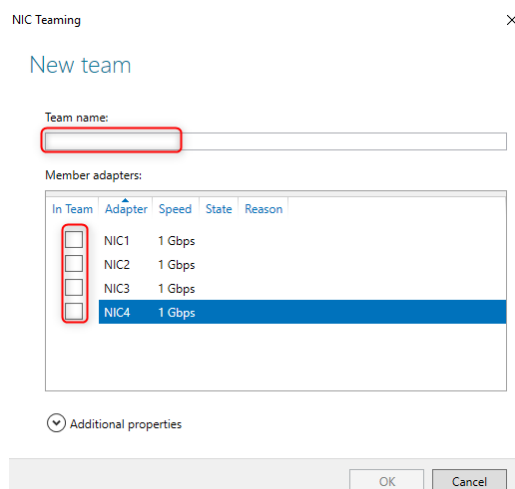 NIC Teaming
New team
Team name:
Member adapters:
In Team Adapter Speed State Reason
NIC1 1 Gbps
NIC2 1 Gbps
NIC3 1 Gbps
NIC4 1 Gbps
Additional properties
OK Cancel